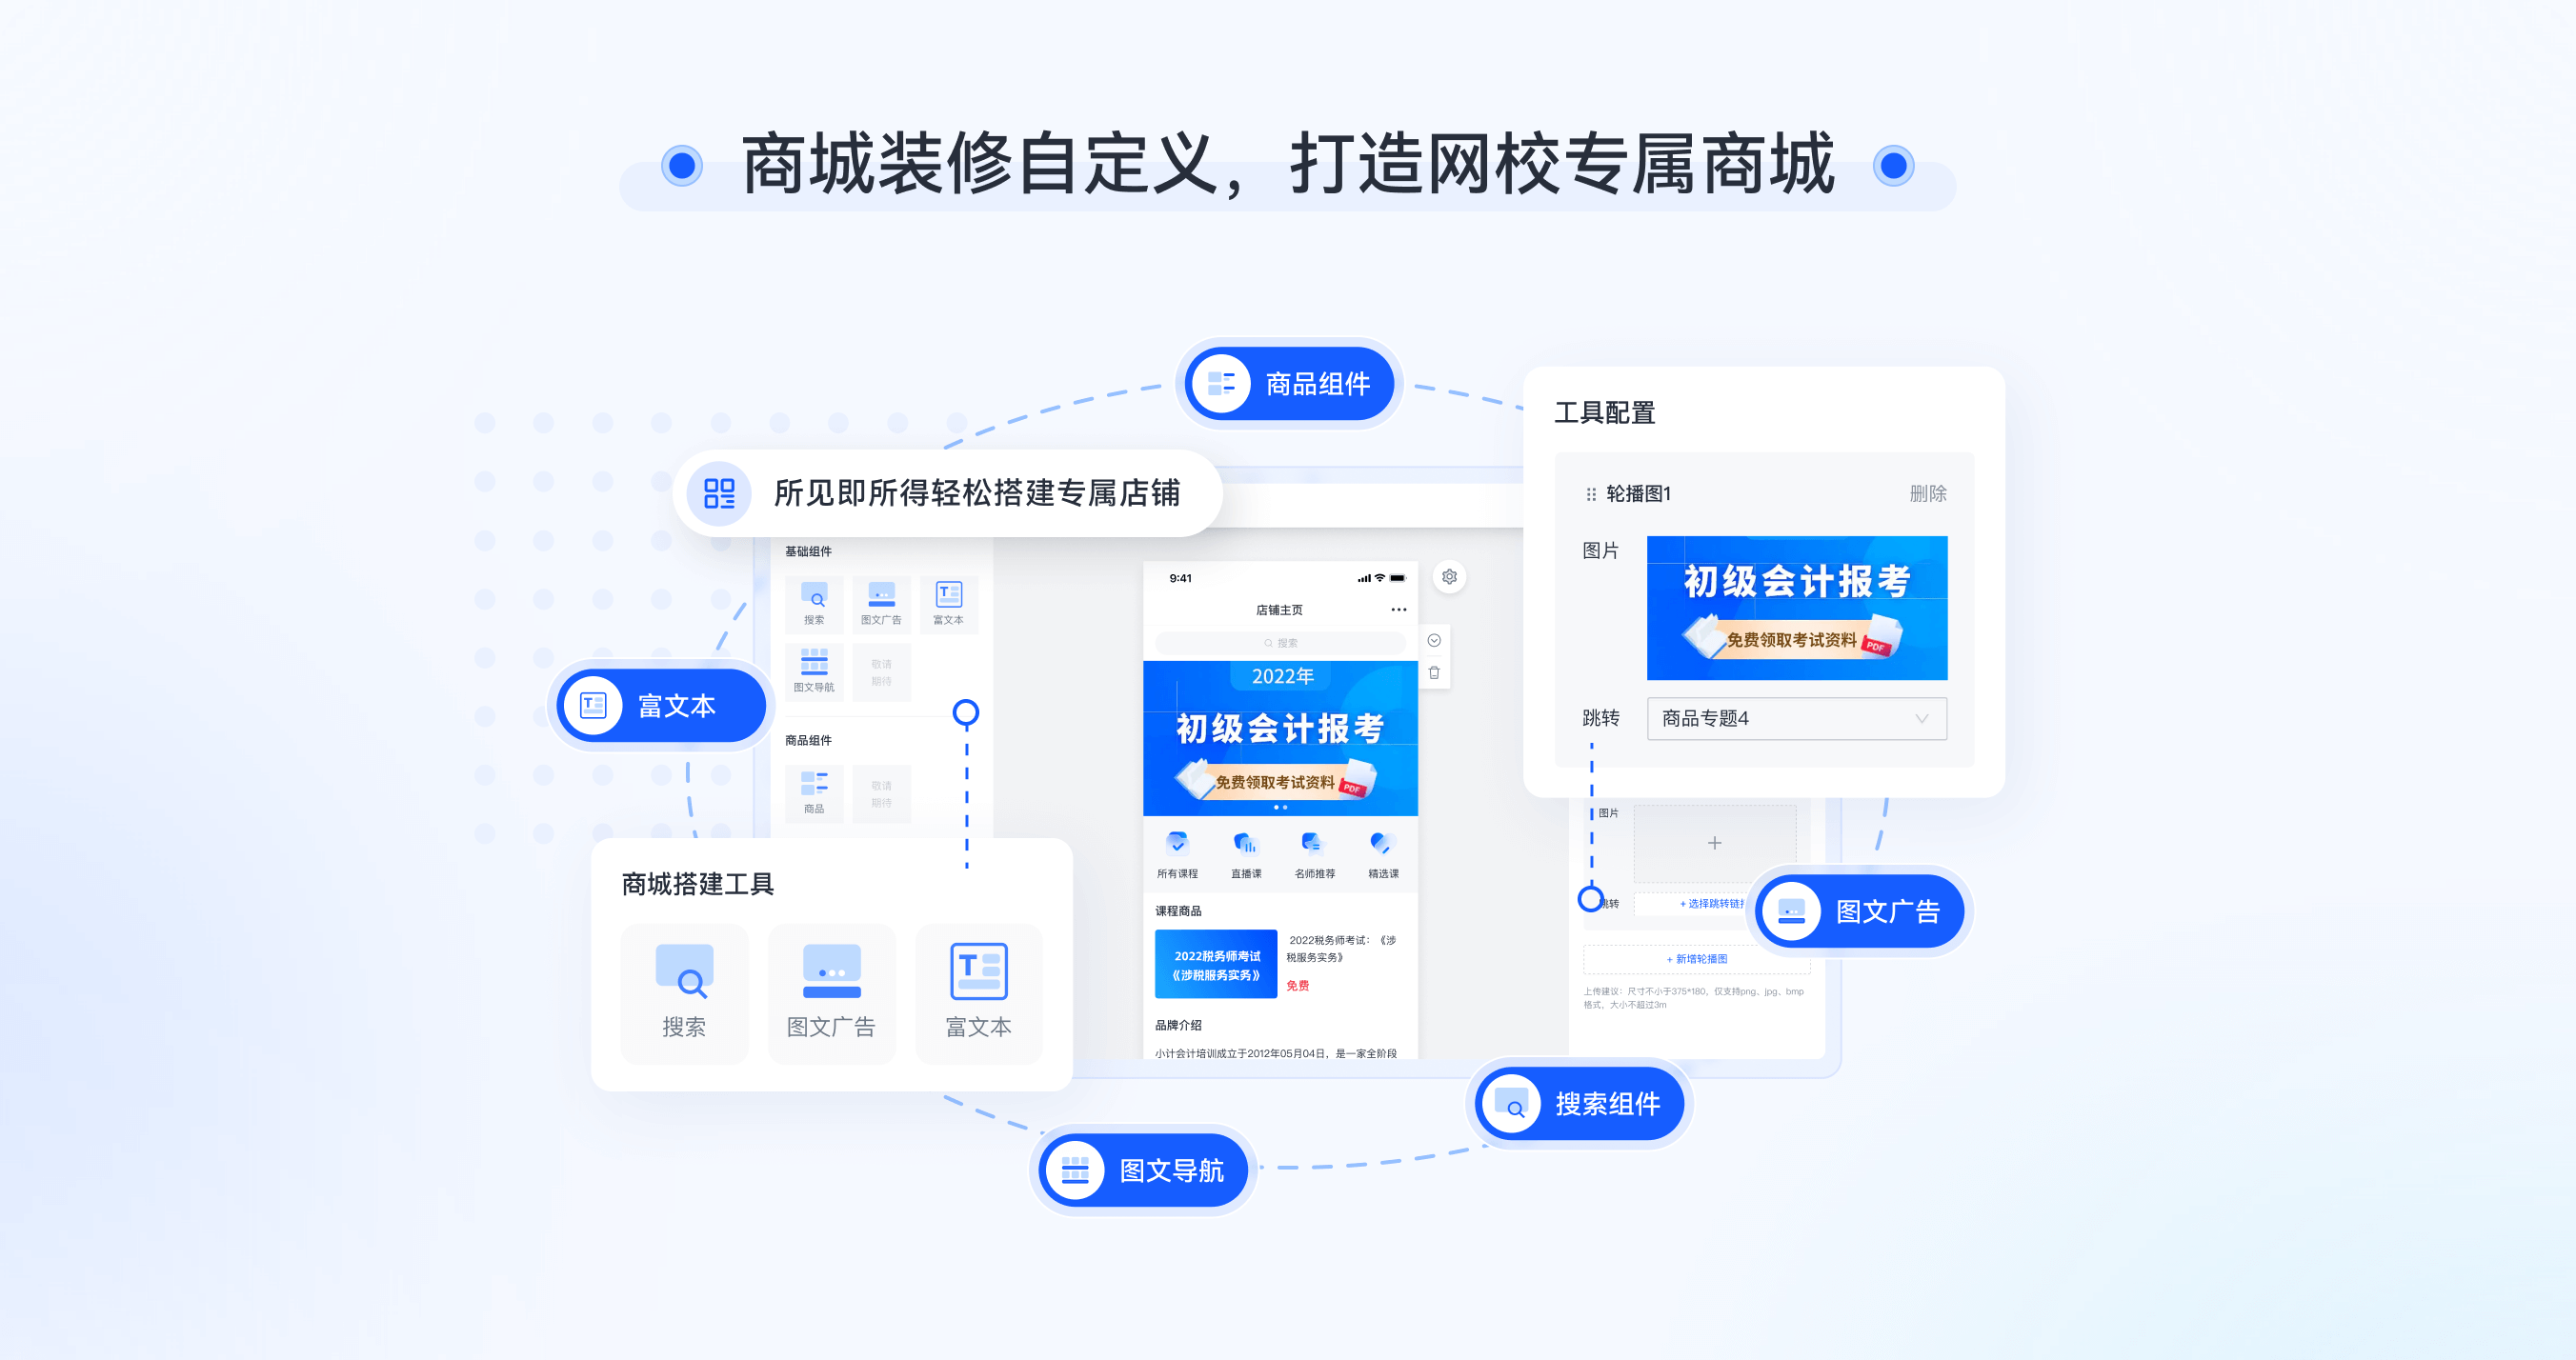 商城装修自定义，打造网校专属商城
商品组件
所见即所得轻松搭建专属店铺
基础组件
搜索
图文广告
富文本
图文导航
敬请
期待
商品组件
商品
敬请
期待
富文本
商城搭建工具
搜索
图文广告
富文本
9:41
店铺主页
搜索
2022年
初级会计报考
免费领取考试资料
PDF
所有课程
直播课
名师推荐
精选课
课程商品
2022税务师考试
《涉税服务实务》
2022税务师考试：《涉
税服务实务》
免费
品牌介绍
小计会计培训成立于2012年05月04日，是一家全阶段
工具配置
轮播图1
删除
图片
初级会计报考
免费领取考试资料
PDF
跳转
商品专题4
图片
+
跳转
+ 选择跳转链
+ 新增轮播图
上传建议：尺寸不小于375*180，仅支持png、jpg、bmp
格式，大小不超过3m
图文广告
搜索组件
图文导航